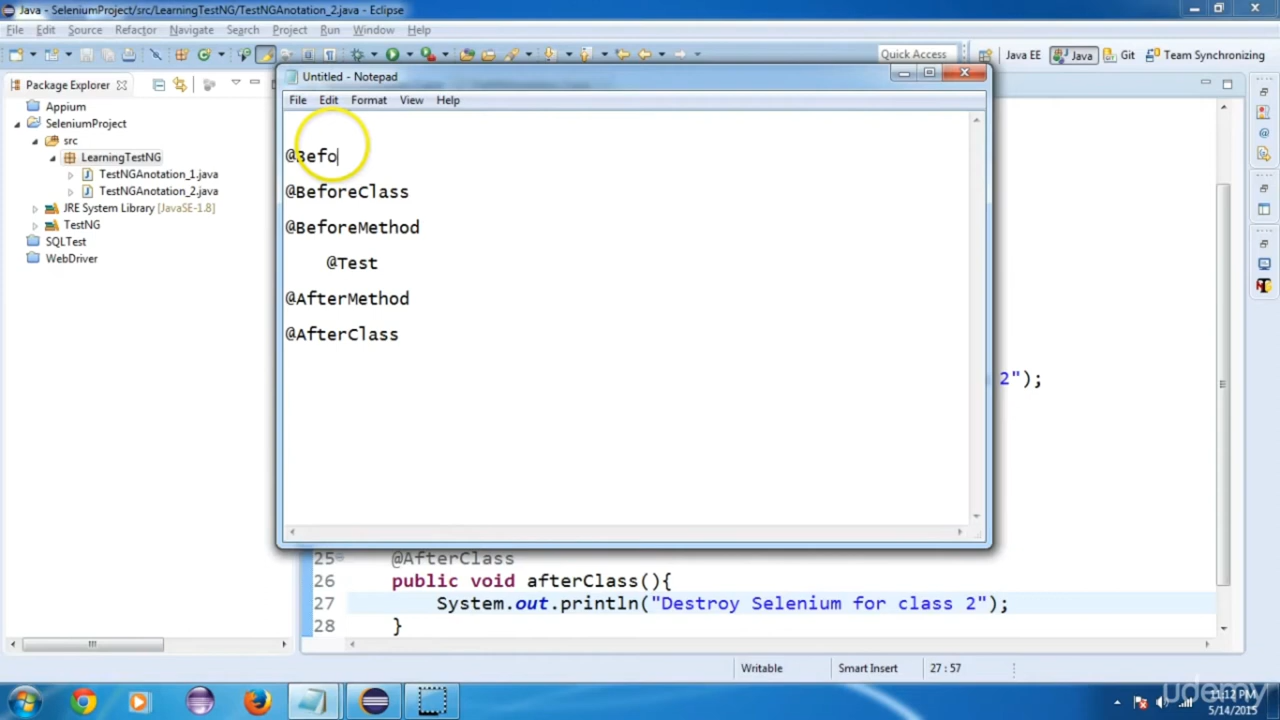 Java - SeleniumProject/src/LearningTestNG/TestNGAnotation_2.java - Eclipse
File Edit Source Refactor Navigate Search Project Run Window Help
Quick Access
Java EE
Java
Git
Team Synchronizing
Package Explorer
Appium
SeleniumProject
src
LearningTestNG
TestNGAnotation_1.java
TestNGAnotation_2.java
JRE System Library [JavaSE-1.8]
TestNG
SQLTest
WebDriver
Untitled - Notepad
File Edit Format View Help
@Befo
@BeforeClass
@BeforeMethod
@Test
@AfterMethod
@AfterClass
2");
25 @AfterClass
26 public void afterClass(){
27 System.out.println("Destroy Selenium for class 2");
28 }
Writable
Smart Insert
27 : 57
11:12 PM
5/14/2015
udemy